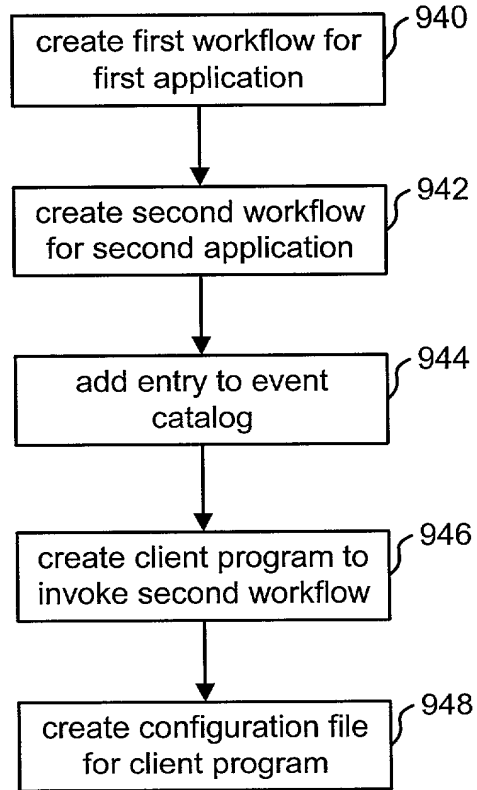 940
create first workflow for
first application
942
create second workflow
for second application
944
add entry to event
catalog
946
create client program to
invoke second workflow
948
create configuration file
for client program